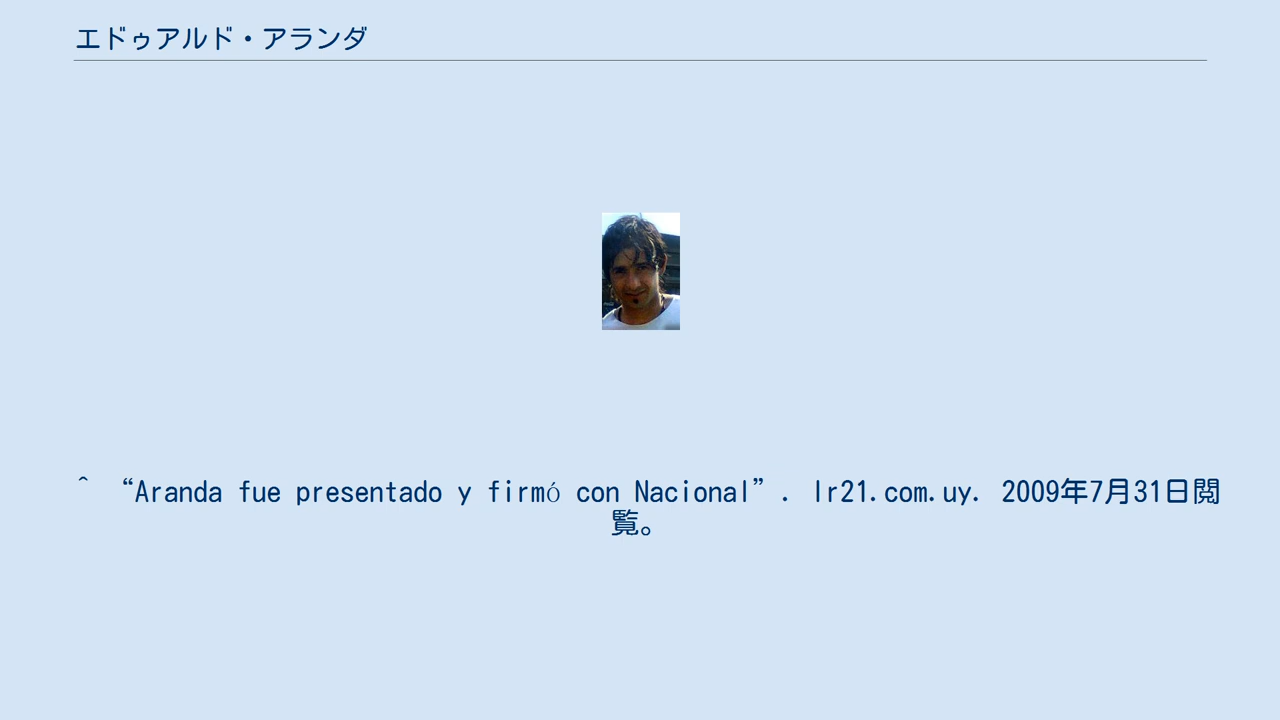 エドゥアルド・アランダ
^ “Aranda fue presentado y firmó con Nacional”. lr21.com.uy. 2009年7月31日閲
覧。